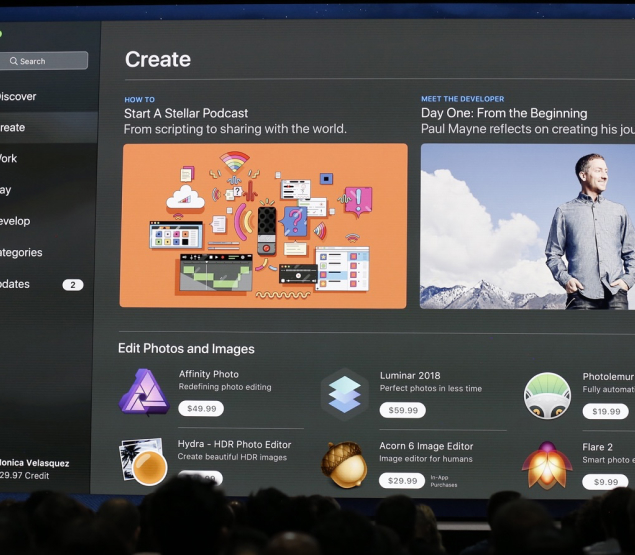 Search
Create
iscover
HOW TO
Start A Stellar Podcast
From scripting to sharing with the world.
MEET THE DEVELOPER
Day One: From the Beginning
Paul Mayne reflects on creating his jou
reate
ork
ay
evelop
ategories
pdates
2
Edit Photos and Images
Affinity Photo
Redefining photo editing
$49.99
Luminar 2018
Perfect photos in less time
$59.99
Photolemur
Fully automat
$19.99
Hydra - HDR Photo Editor
Create beautiful HDR images
.99
Acorn 6 Image Editor
Image editor for humans
$29.99
In-App
Purchases
Flare 2
Smart photo e
$9.99
onica Velasquez
29.97 Credit